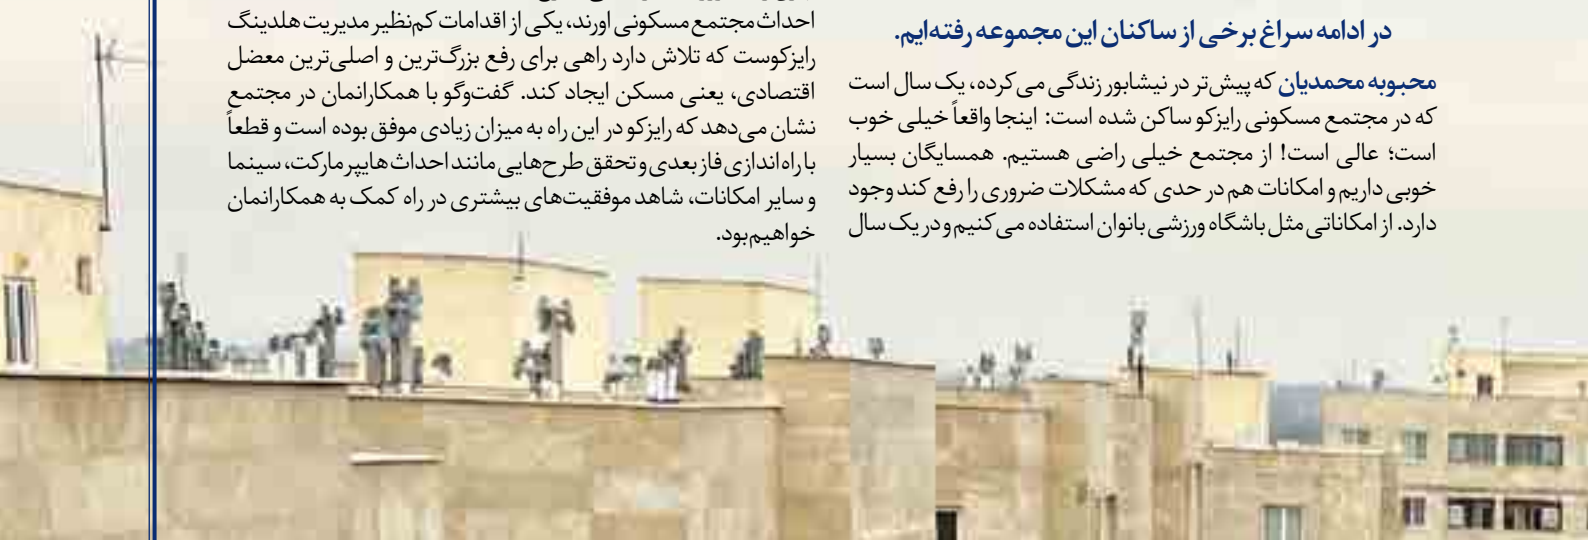 در ادامه سراغ برخی از ساکنان این مجموعه رفته‌ایم.
محبوبه محمدیان که پیش‌تر در نیشابور زندگی می‌کرده، یک سال است
که در مجتمع مسکونی رایزکو ساکن شده است: اینجا واقعاً خیلی خوب
است؛ عالی است! از مجتمع خیلی راضی هستیم. همسایگان بسیار
خوبی داریم و امکانات هم در حدی که مشکلات ضروری را رفع کند وجود
دارد. از امکاناتی مثل باشگاه ورزشی بانوان استفاده می‌کنیم و در یک سال
احداث مجتمع مسکونی اورند، یکی از اقدامات کم‌نظیر مدیریت هلدینگ
رایزکوست که تلاش دارد راهی برای رفع بزرگ‌ترین و اصلی‌ترین معضل
اقتصادی، یعنی مسکن ایجاد کند. گفت‌وگو با همکارانمان در مجتمع
نشان می‌دهد که رایزکو در این راه به میزان زیادی موفق بوده است و قطعاً
با راه‌اندازی فاز بعدی و تحقق طرح‌هایی مانند احداث هایپر مارکت، سینما
و سایر امکانات، شاهد موفقیت‌های بیشتری در راه کمک به همکارانمان
خواهیم‌بود.